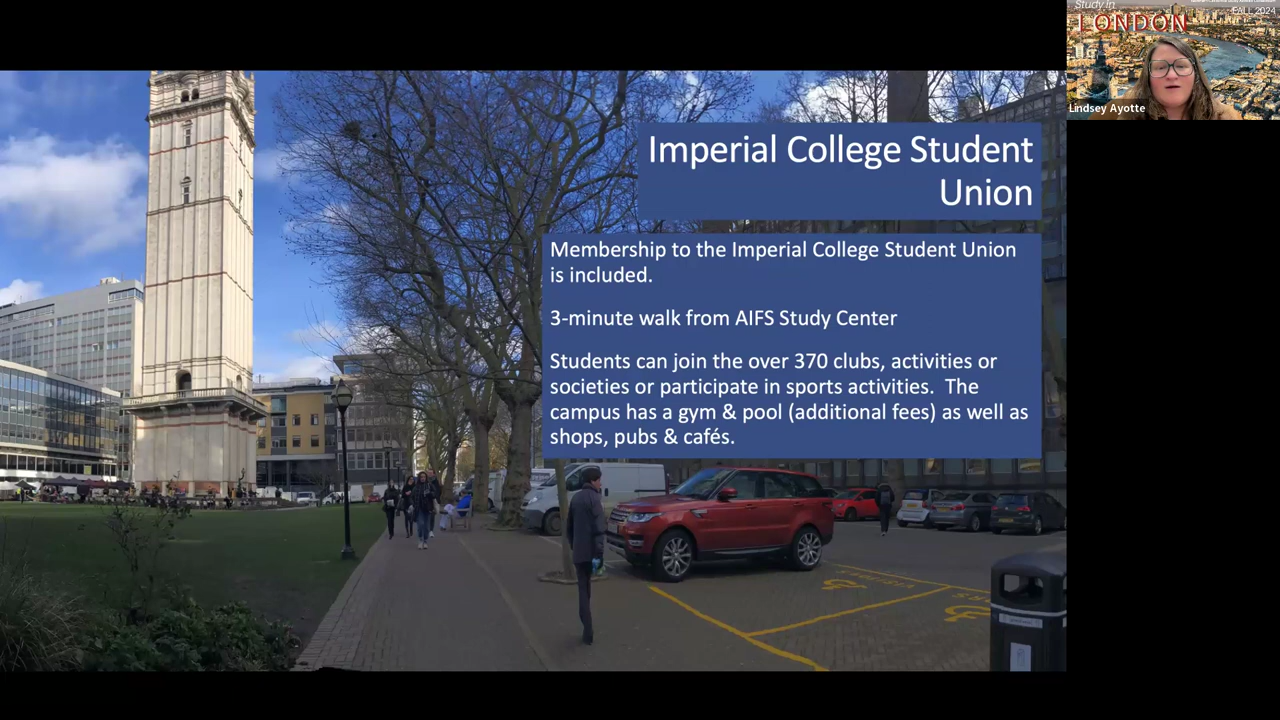 Study in
FALL 2024
LONDON
Lindsey Ayotte
Imperial College Student
Union
Membership to the Imperial College Student Union
is included.
3-minute walk from AIFS Study Center
Students can join the over 370 clubs, activities or
societies or participate in sports activities.  The
campus has a gym & pool (additional fees) as well as
shops, pubs & cafés.